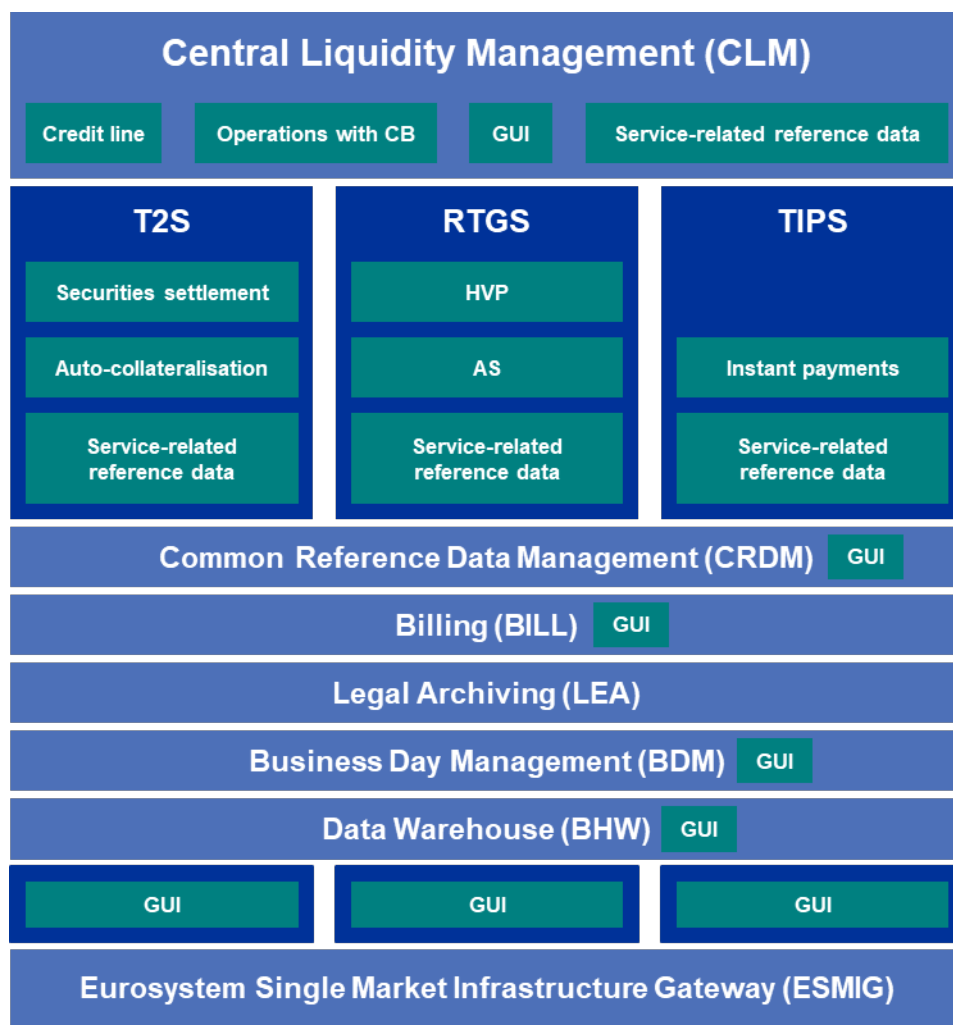 Central Liquidity Management (CLM)
Credit line
Operations with CB
GUI
Service-related reference data
T2S
Securities settlement
Auto-collateralisation
Service-related
reference data
RTGS
HVP
AS
Service-related
reference data
TIPS
Instant payments
Service-related
reference data
Common Reference Data Management (CRDM)
GUI
Billing (BILL)
GUI
Legal Archiving (LEA)
Business Day Management (BDM)
GUI
Data Warehouse (BHW)
GUI
GUI
GUI
GUI
Eurosystem Single Market Infrastructure Gateway (ESMIG)